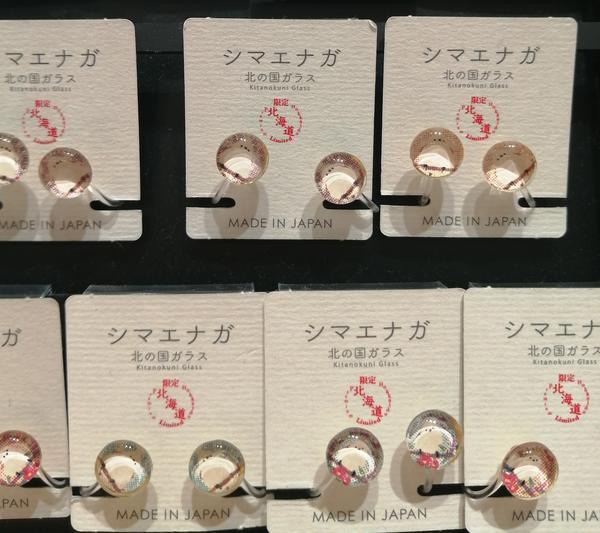 マエナガ
北の国ガラス
Kitanokuni Glass
限定
北海道
Limited
MADE IN JAPAN
シマエナガ
北の国ガラス
Kitanokuni Glass
限定
北海道
Limited
MADE IN JAPAN
シマエナガ
北の国ガラス
Kitanokuni Glass
限定
北海道
Limited
MADE IN JAPAN
ガ
PAN
シマエナガ
北の国ガラス
Kitanokuni Glass
限定
北海道
Limited
MADE IN JAPAN
シマエナガ
北の国ガラス
Kitanokuni Glass
限定
北海道
Limited
MADE IN JAPAN
シマエナ
北の国ガラス
Kitanokuni Glass
限定
北海道
Limited
MADE IN JA